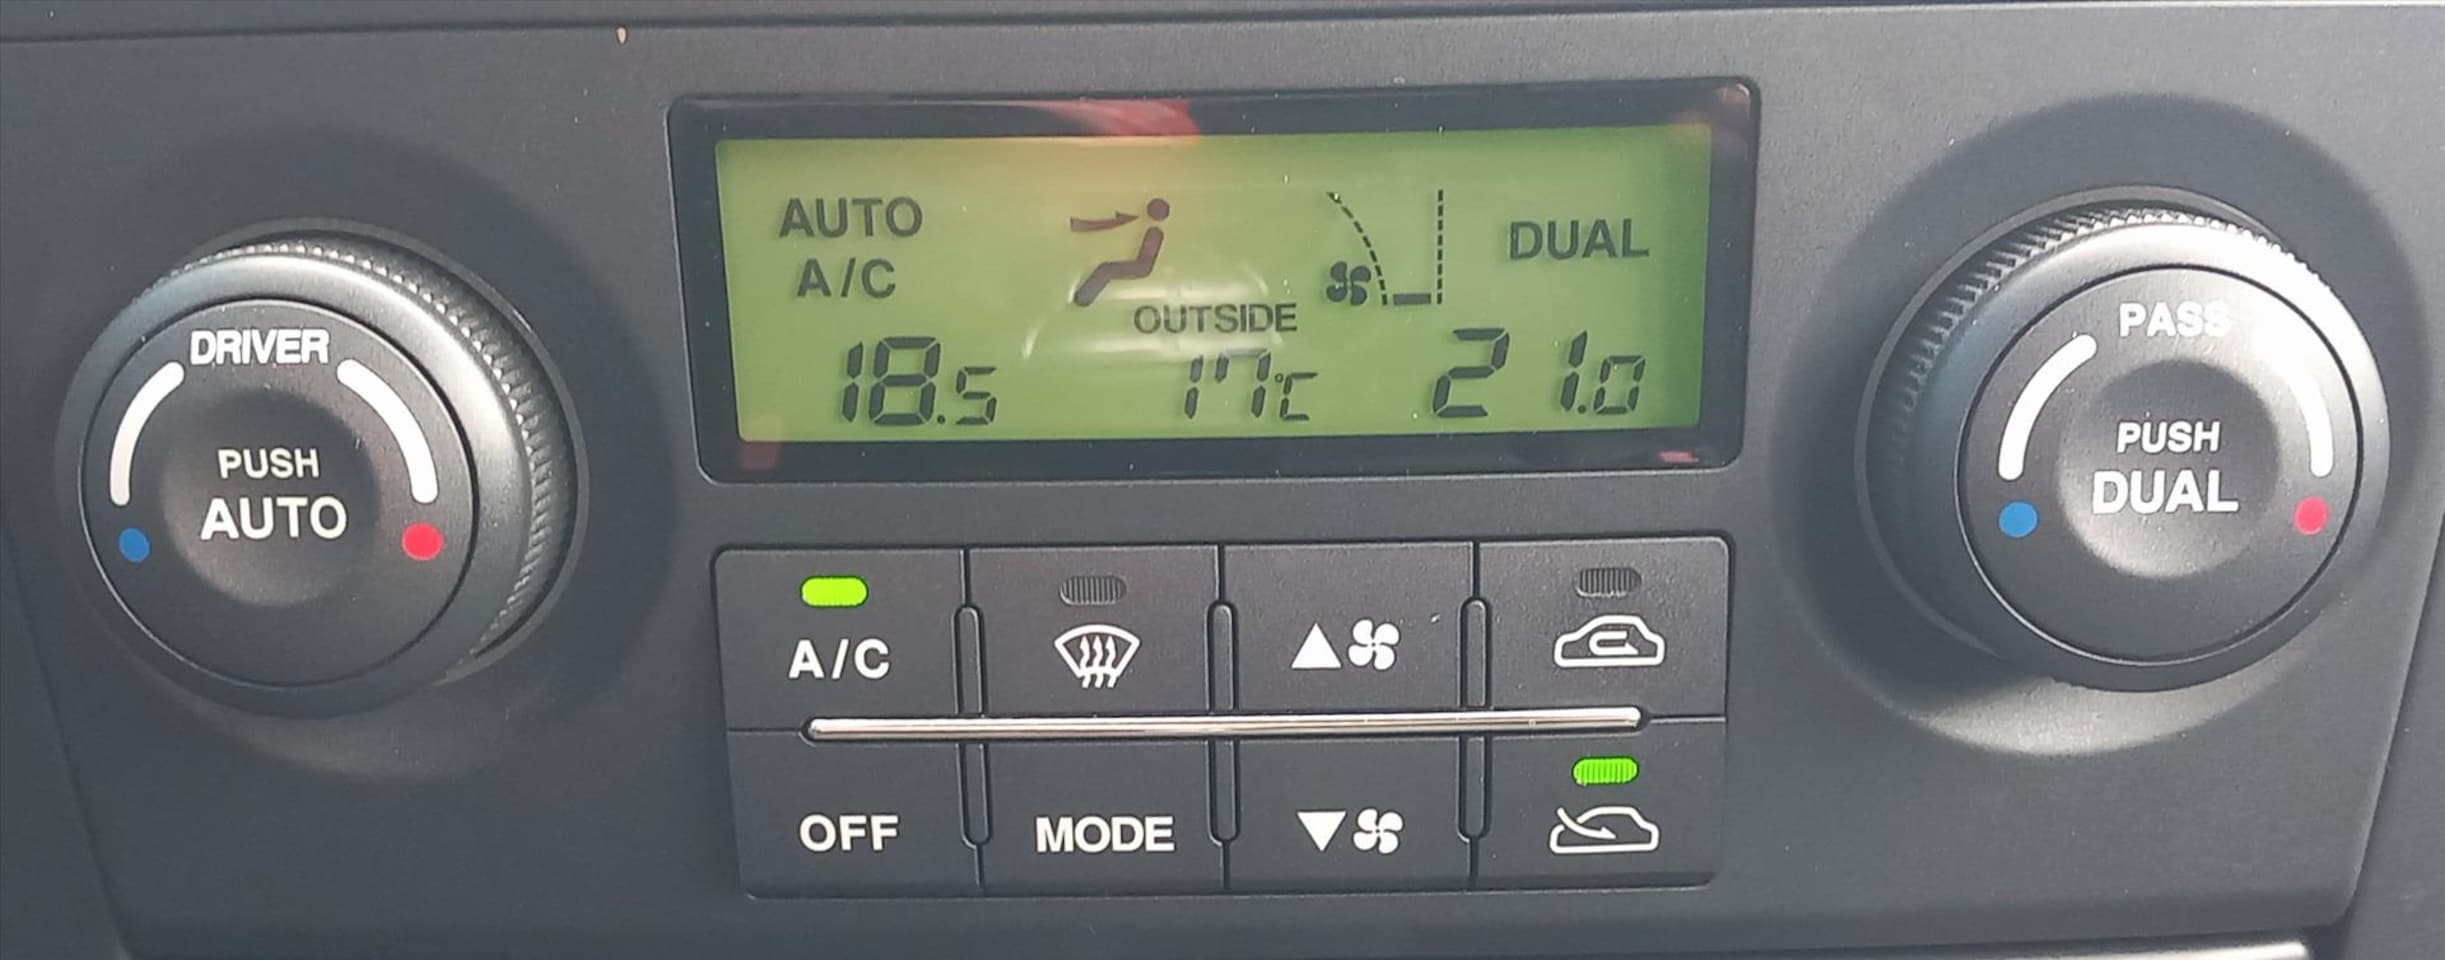 AUTO
A/C
DUAL
OUTSIDE
18.5
17°C
21.0
DRIVER
PUSH
AUTO
PASS
PUSH
DUAL
A/C
OFF
MODE